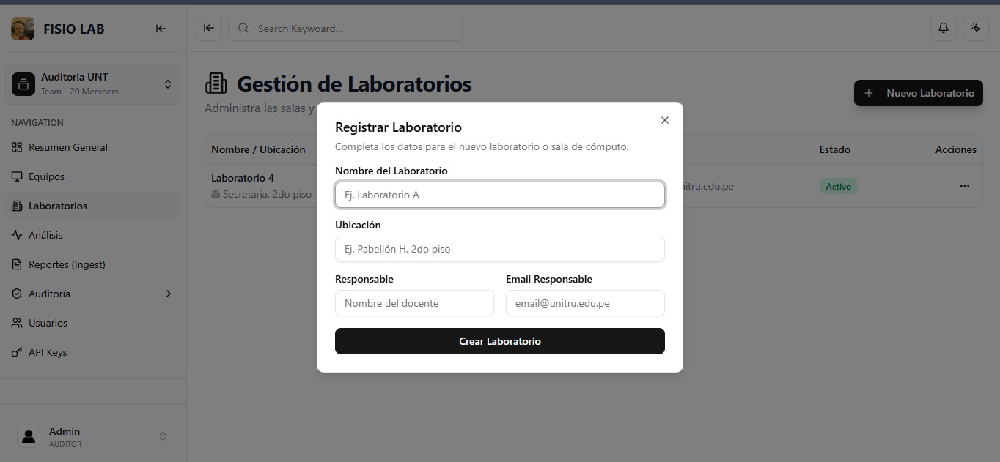 FISIO LAB
Search Keywoard...
Auditoria UNT
Team - 20 Members
NAVIGATION
Resumen General
Equipos
Laboratorios
Análisis
Reportes (Ingest)
Auditoría
Usuarios
API Keys
Admin
AUDITOR
Gestión de Laboratorios
Administra las salas y
Nuevo Laboratorio
Nombre / Ubicación
Estado
Acciones
Laboratorio 4
Secretaria, 2do piso
nitru.edu.pe
Activo
Registrar Laboratorio
Completa los datos para el nuevo laboratorio o sala de cómputo.
Nombre del Laboratorio
Ej. Laboratorio A
Ubicación
Ej. Pabellón H, 2do piso
Responsable
Email Responsable
Nombre del docente
email@unitru.edu.pe
Crear Laboratorio